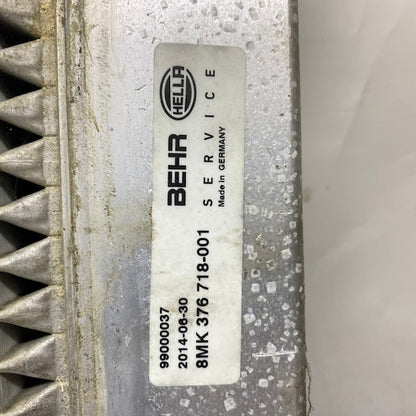 HELLA
BEHR
SERVICE
Made in GERMANY
99000037
2014-06-30
8MK 376 718-001